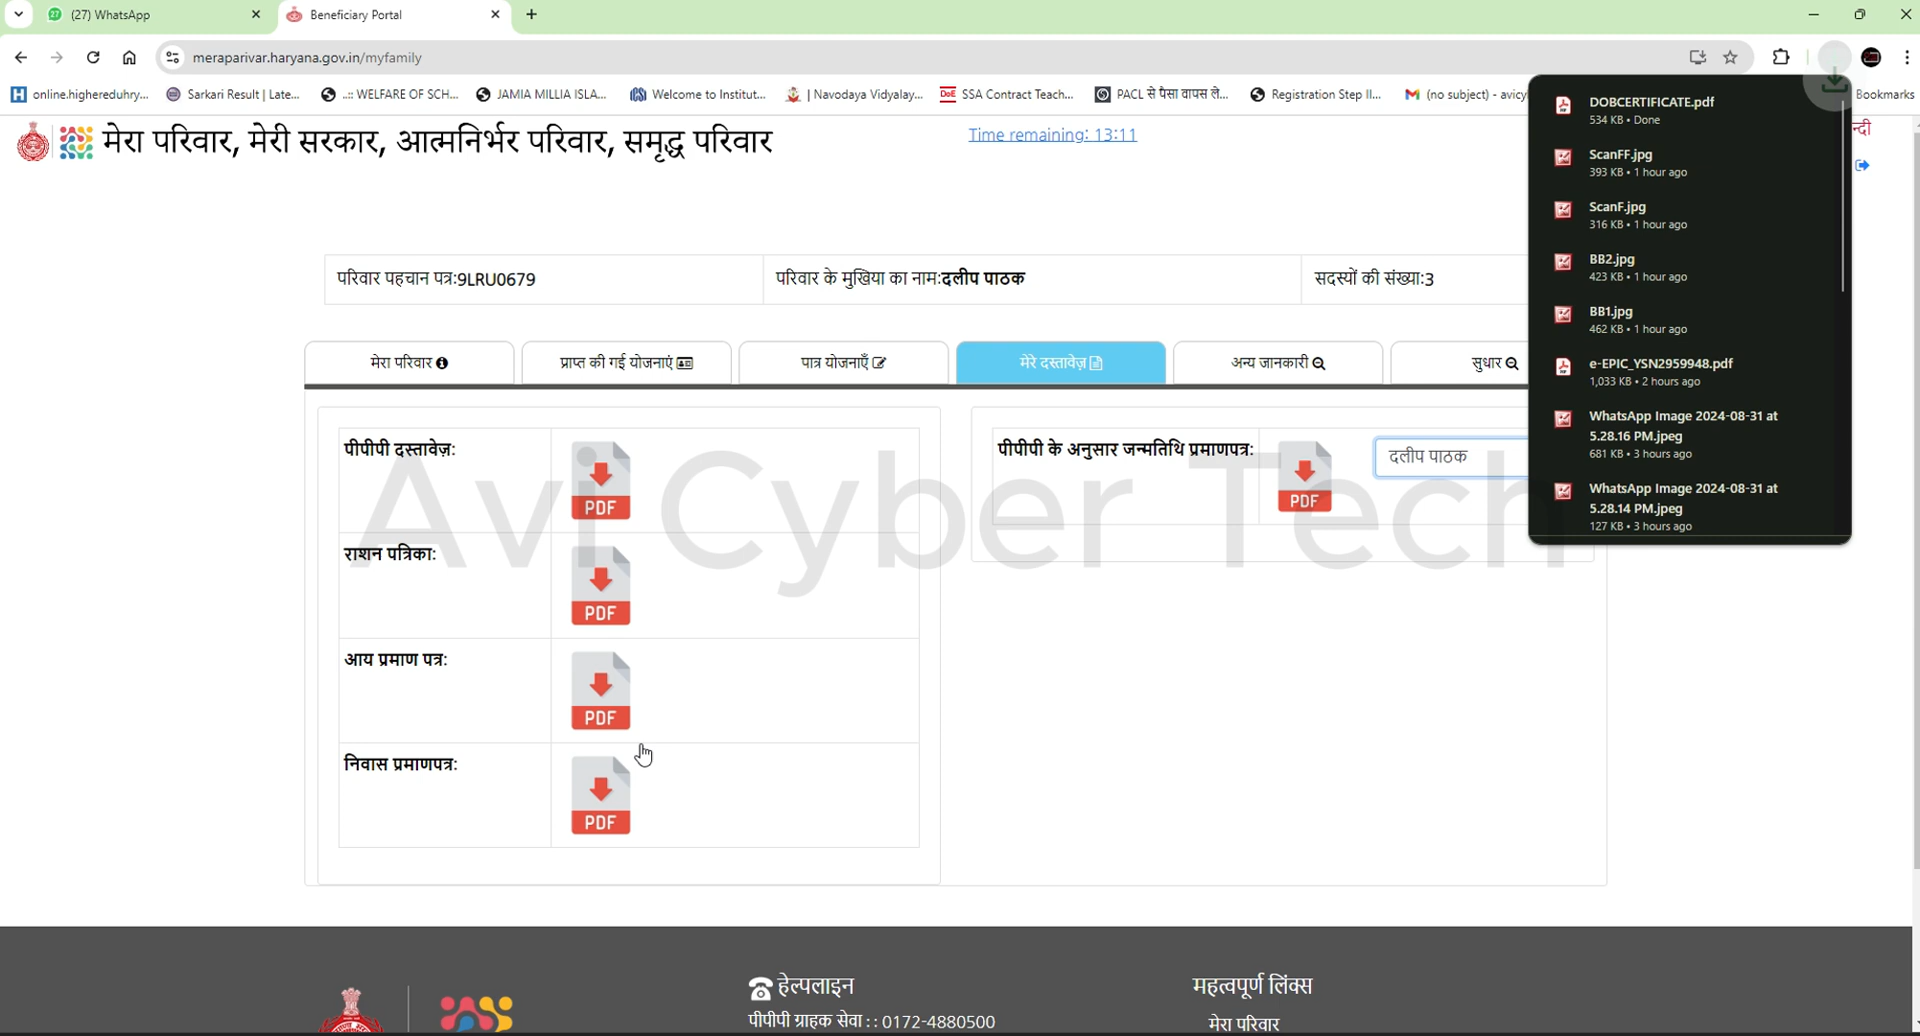 (27) WhatsApp
Beneficiary Portal
meraparivar.haryana.gov.in/myfamily
online.highereduhry...
Sarkari Result | Late...
..:: WELFARE OF SCH...
JAMIA MILLIA ISLA...
Welcome to Institut...
| Navodaya Vidyalay...
SSA Contract Teach...
PACL से पैसा वापस ले...
Registration Step II...
(no subject) - avicy
Bookmarks
मेरा परिवार, मेरी सरकार, आत्मनिर्भर परिवार, समृद्ध परिवार
Time remaining: 13:11
न्दी
परिवार पहचान पत्र:9LRU0679
परिवार के मुखिया का नाम:दलीप पाठक
सदस्यों की संख्या:3
मेरा परिवार
प्राप्त की गई योजनाएं
पात्र योजनाएँ
मेरे दस्तावेज़
अन्य जानकारी
सुधार
पीपीपी दस्तावेज़:
PDF
राशन पत्रिका:
PDF
आय प्रमाण पत्र:
PDF
निवास प्रमाणपत्र:
PDF
पीपीपी के अनुसार जन्मतिथि प्रमाणपत्र:
PDF
दलीप पाठक
Avi Cyber Tech
DOBCERTIFICATE.pdf
534 KB • Done
ScanFF.jpg
393 KB • 1 hour ago
ScanF.jpg
316 KB • 1 hour ago
BB2.jpg
423 KB • 1 hour ago
BB1.jpg
462 KB • 1 hour ago
e-EPIC_YSN2959948.pdf
1,033 KB • 2 hours ago
WhatsApp Image 2024-08-31 at
5.28.16 PM.jpeg
681 KB • 3 hours ago
WhatsApp Image 2024-08-31 at
5.28.14 PM.jpeg
127 KB • 3 hours ago
हेल्पलाइन
पीपीपी ग्राहक सेवा : : 0172-4880500
महत्वपूर्ण लिंक्स
मेरा परिवार